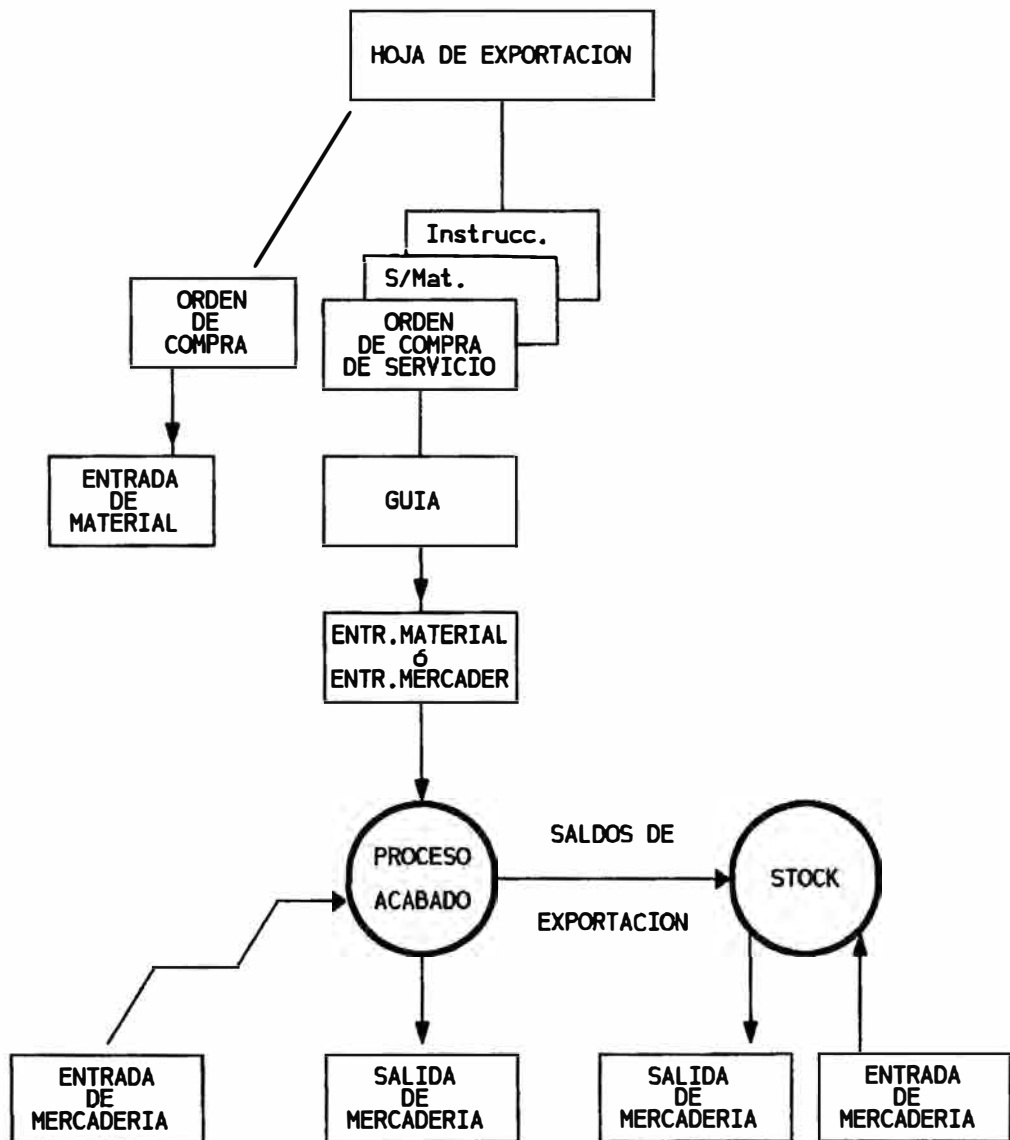 HOJA DE EXPORTACION
Instrucc.
S/Mat.
ORDEN
DE
COMPRA
ORDEN
DE COMPRA
DE SERVICIO
ENTRADA
DE
MATERIAL
GUIA
ENTR.MATERIAL
ó
ENTR.MERCADER
PROCESO
ACABADO
SALDOS DE
EXPORTACION
STOCK
ENTRADA
DE
MERCADERIA
SALIDA
DE
MERCADERIA
SALIDA
DE
MERCADERIA
ENTRADA
DE
MERCADERIA